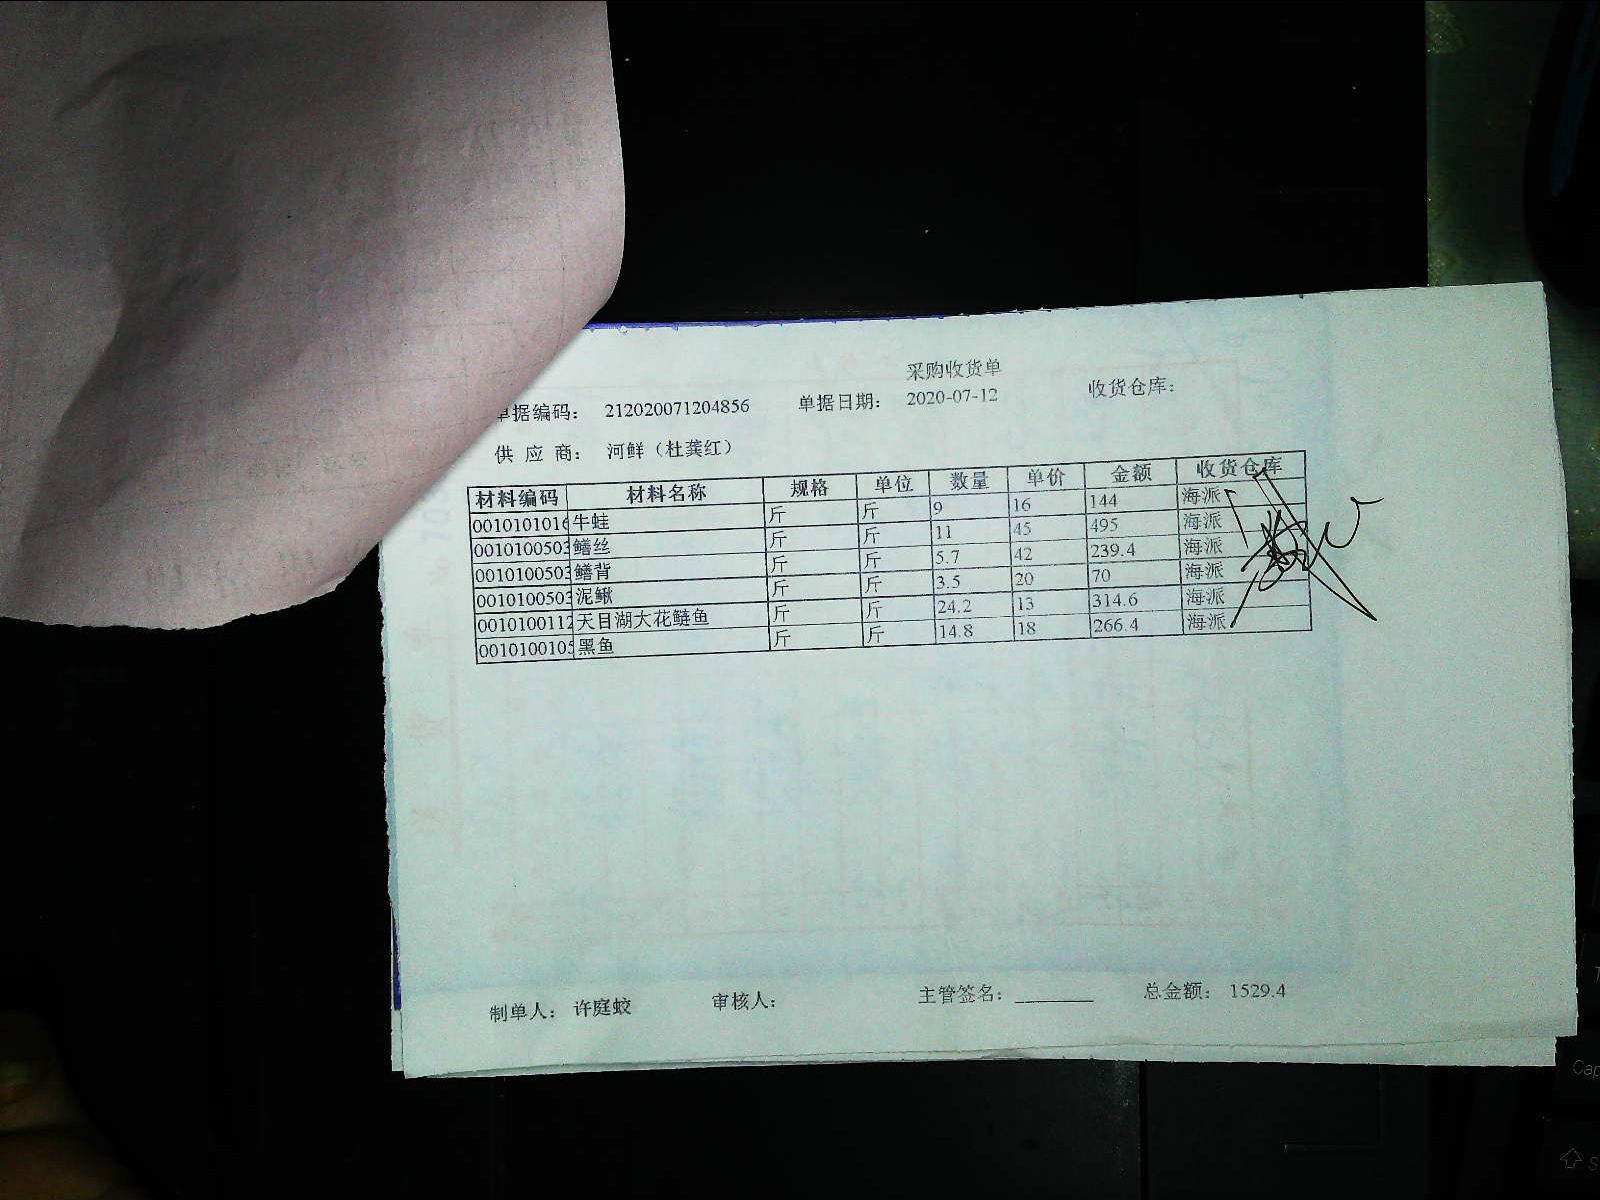 采购收货单
单据编码： 212020071204856 单据日期： 2020-07-12 收货仓库：
供 应 商： 河鲜（杜龚红）
材料编码 材料名称 规格 单位 数量 单价 金额 收货仓库
0010101016 牛蛙 斤 斤 9 16 144 海派
0010100503 鳝丝 斤 斤 11 45 495 海派
0010100503 鳝背 斤 斤 5.7 42 239.4 海派
0010100503 泥鳅 斤 斤 3.5 20 70 海派
0010100112 天目湖大花鲢鱼 斤 斤 24.2 13 314.6 海派
0010100105 黑鱼 斤 斤 14.8 18 266.4 海派
制单人： 许庭蛟 审核人： 主管签名： ________ 总金额： 1529.4
Cap